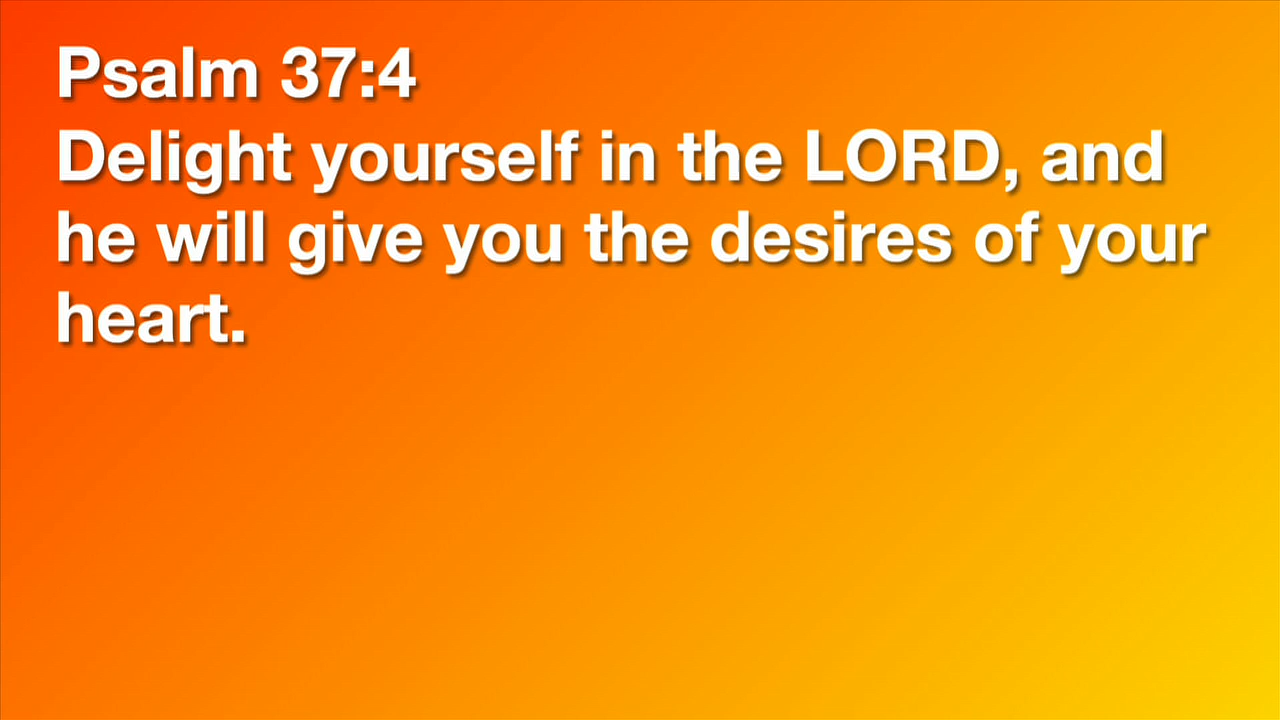 Psalm 37:4
Delight yourself in the LORD, and
he will give you the desires of your
heart.